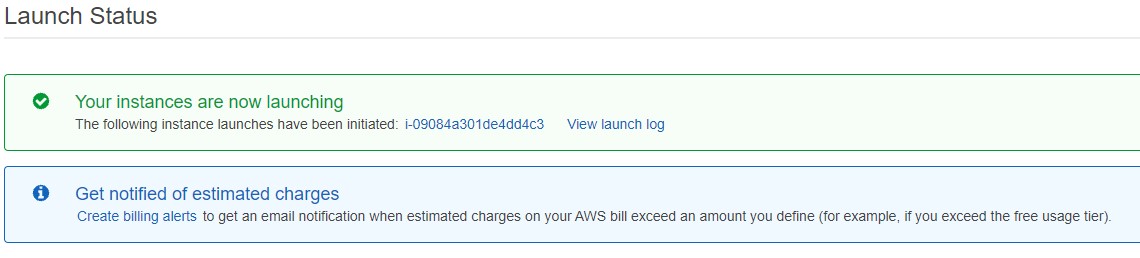 Launch Status
Your instances are now launching
The following instance launches have been initiated: i-09084a301de4dd4c3 View launch log
Get notified of estimated charges
Create billing alerts to get an email notification when estimated charges on your AWS bill exceed an amount you define (for example, if you exceed the free usage tier).